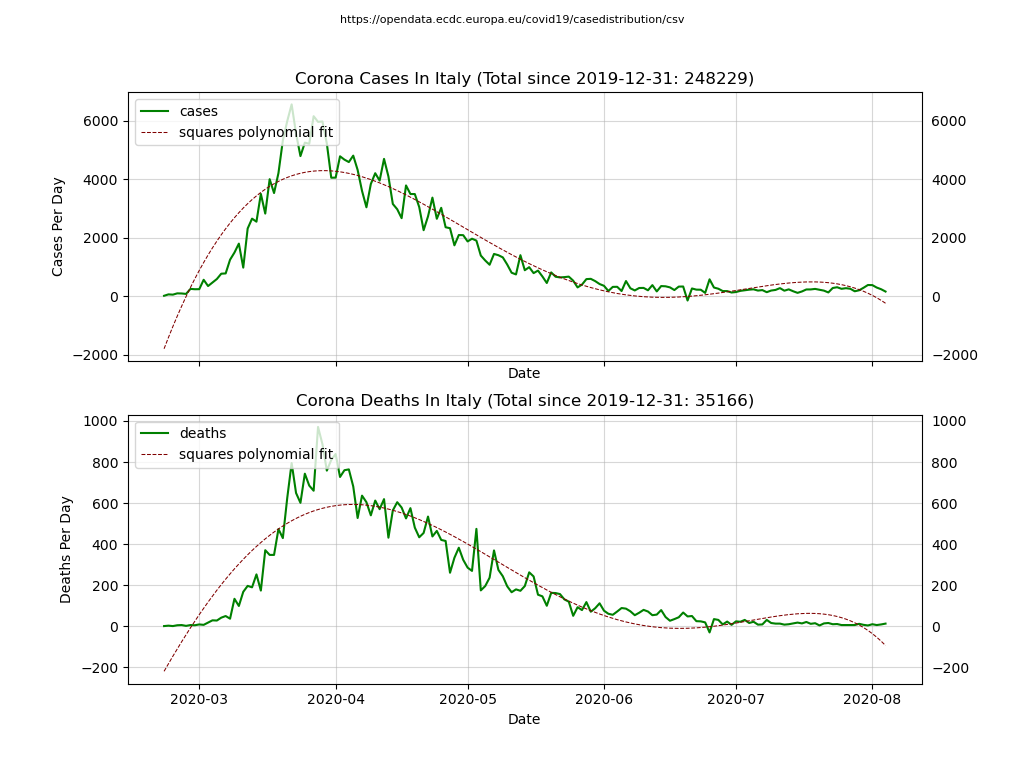 https://opendata.ecdc.europa.eu/covid19/casedistribution/csv
Corona Cases In Italy (Total since 2019-12-31: 248229)
cases
squares polynomial fit
6000
4000
2000
0
−2000
6000
4000
2000
0
−2000
Cases Per Day
Date
Corona Deaths In Italy (Total since 2019-12-31: 35166)
deaths
squares polynomial fit
1000
800
600
400
200
0
−200
1000
800
600
400
200
0
−200
Deaths Per Day
2020-03 2020-04 2020-05 2020-06 2020-07 2020-08
Date